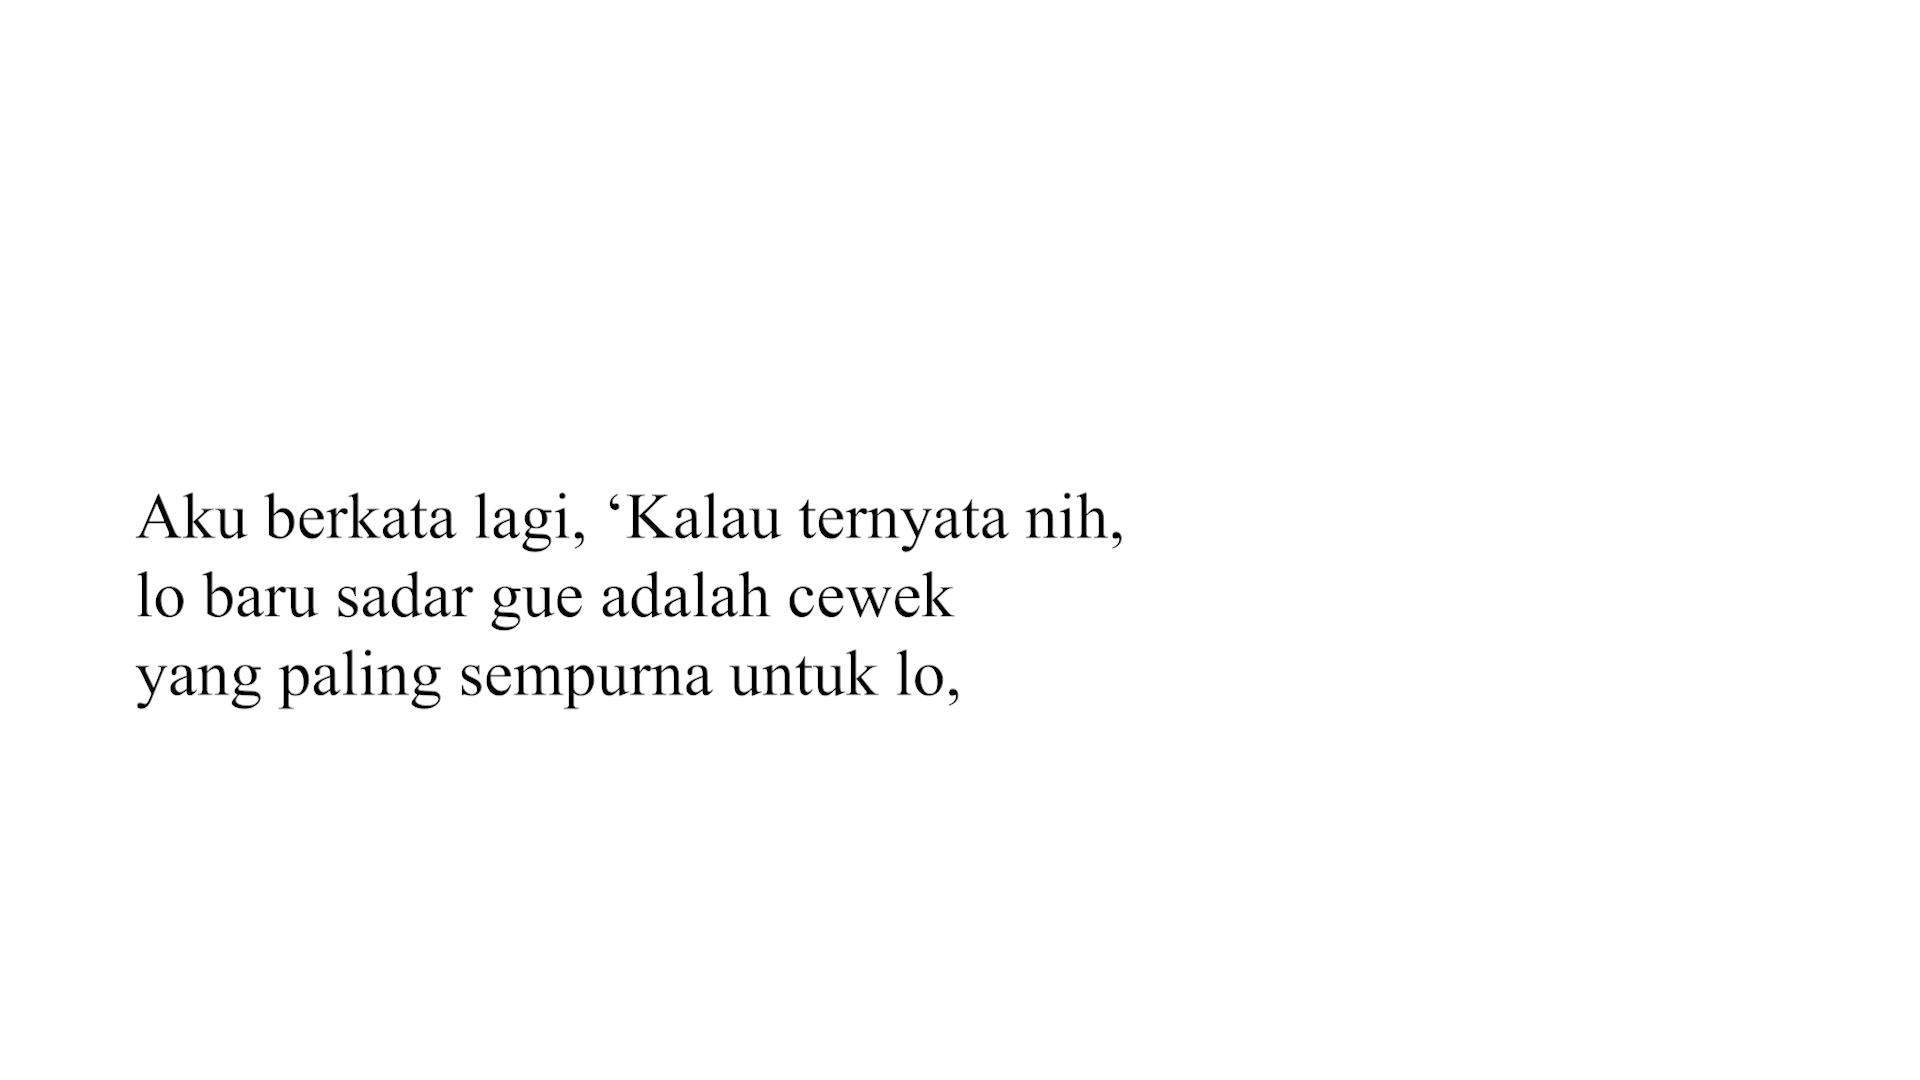 Aku berkata lagi, ‘Kalau ternyata nih,
lo baru sadar gue adalah cewek
yang paling sempurna untuk lo,